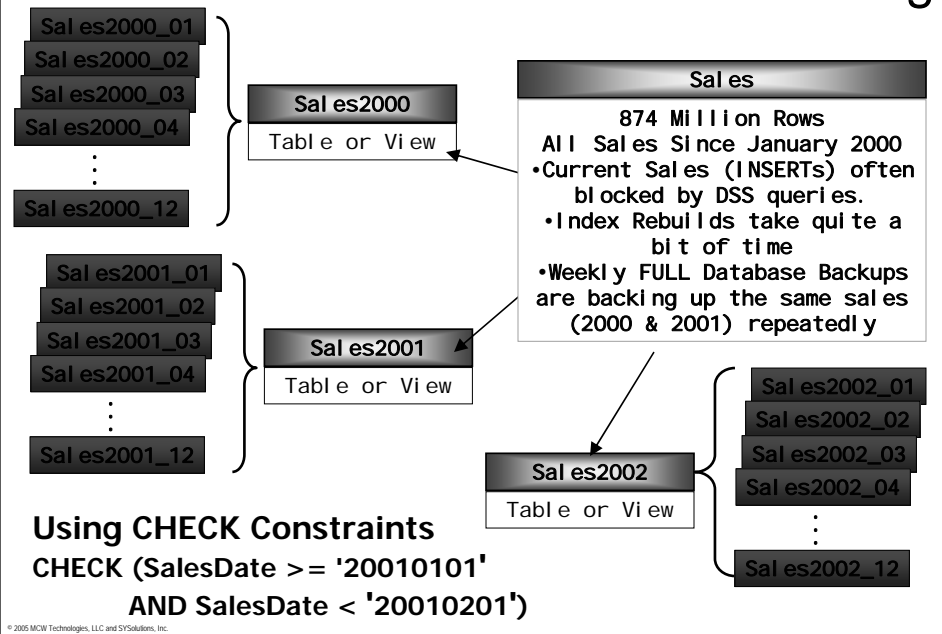 Sales2000_01
Sales2000_02
Sales2000_03
Sales2000_04
Sales2000_12
Sales2000
Table or View
Sales
874 Million Rows
All Sales Since January 2000
•Current Sales (INSERTs) often
blocked by DSS queries.
•Index Rebuilds take quite a
bit of time
•Weekly FULL Database Backups
are backing up the same sales
(2000 & 2001) repeatedly
Sales2001_01
Sales2001_02
Sales2001_03
Sales2001_04
Sales2001_12
Sales2001
Table or View
Sales2002
Table or View
Sales2002_01
Sales2002_02
Sales2002_03
Sales2002_04
Sales2002_12
Using CHECK Constraints
CHECK (SalesDate >= '20010101'
AND SalesDate < '20010201')
© 2005 MCW Technologies, LLC and SYSolutions, Inc.